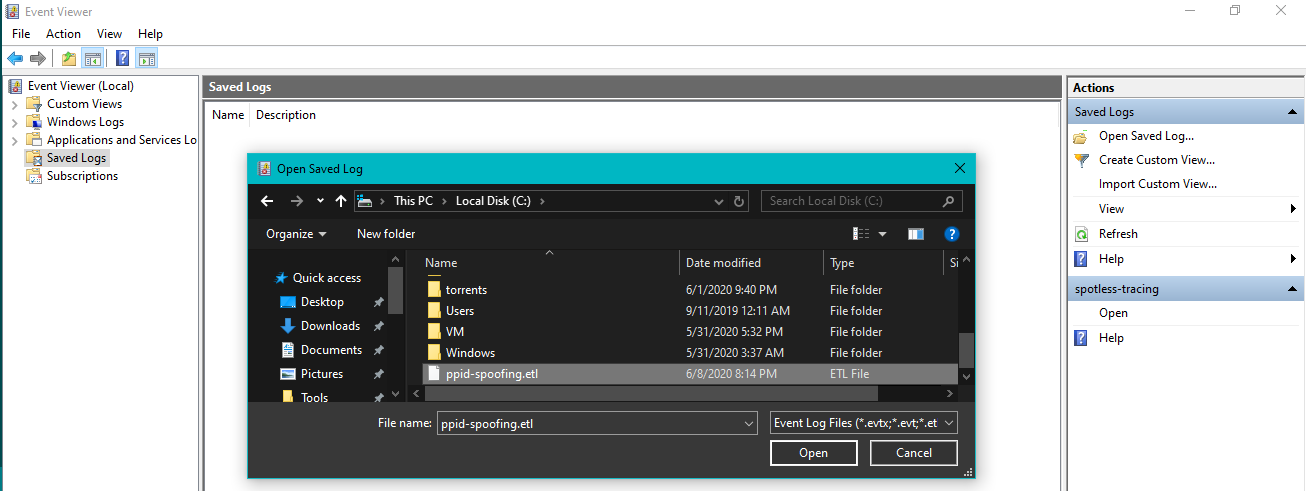 Event Viewer
File Action View Help
Event Viewer (Local)
Custom Views
Windows Logs
Applications and Services Lo
Saved Logs
Subscriptions
Saved Logs
Name Description
Open Saved Log
This PC Local Disk (C:)
Search Local Disk (C:)
Organize New folder
Quick access
Desktop
Downloads
Documents
Pictures
Tools
Name Date modified Type Si
torrents 6/1/2020 9:40 PM File folder
Users 9/11/2019 12:11 AM File folder
VM 5/31/2020 5:32 PM File folder
Windows 5/31/2020 3:37 AM File folder
ppid-spoofing.etl 6/8/2020 8:14 PM ETL File
File name: ppid-spoofing.etl Event Log Files (*.evtx;*.evt;*.et
Open Cancel
Actions
Saved Logs
Open Saved Log...
Create Custom View...
Import Custom View...
View
Refresh
Help
spotless-tracing
Open
Help